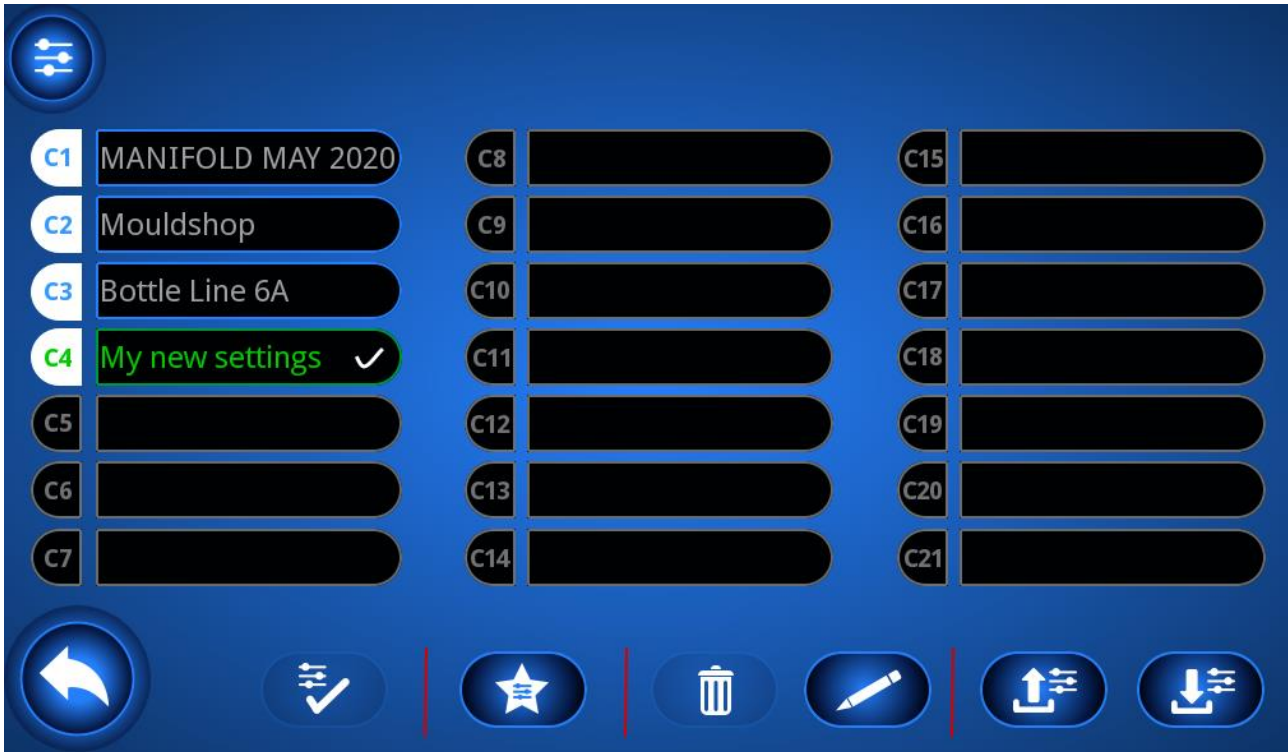 C1 MANIFOLD MAY 2020
C2 Mouldshop
C3 Bottle Line 6A
C4 My new settings
C5
C6
C7
C8
C9
C10
C11
C12
C13
C14
C15
C16
C17
C18
C19
C20
C21